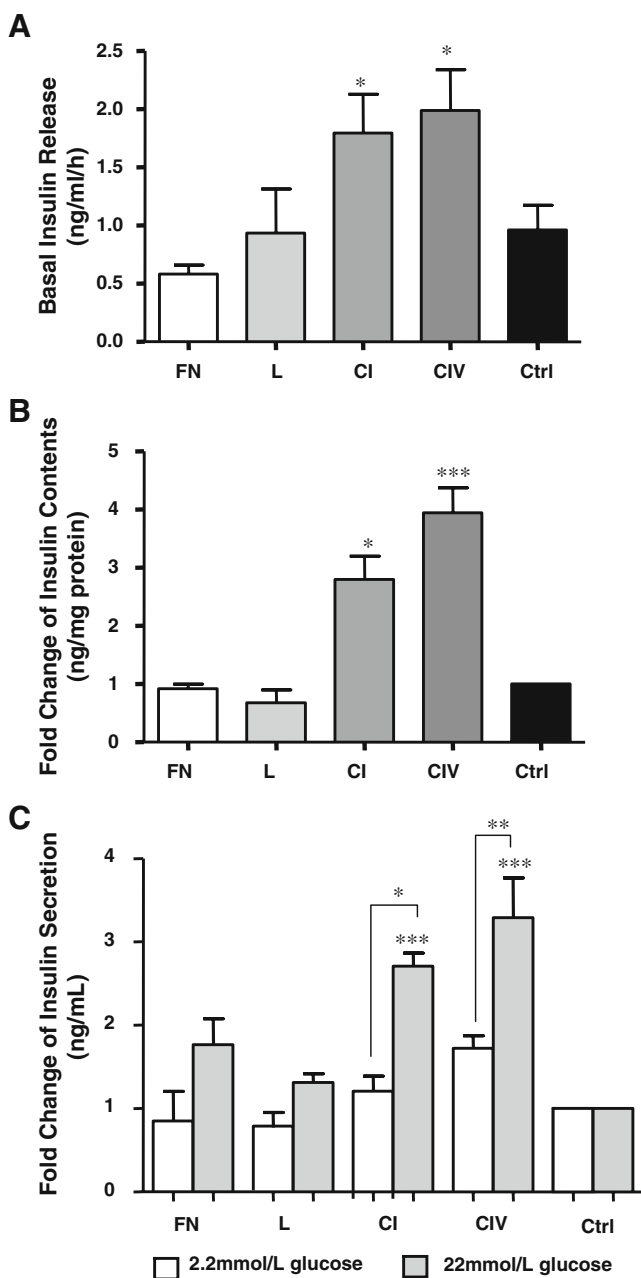 A
Basal Insulin Release
(ng/ml/h)
2.5
2.0
1.5
1.0
0.5
0.0
* *
FN L CI CIV Ctrl
B
Fold Change of Insulin Contents
(ng/mg protein)
5
4
3
2
1
0
* ***
FN L CI CIV Ctrl
C
Fold Change of Insulin Secretion
(ng/mL)
4
3
2
1
0
* **
*** ***
FN L CI CIV Ctrl
2.2mmol/L glucose 22mmol/L glucose